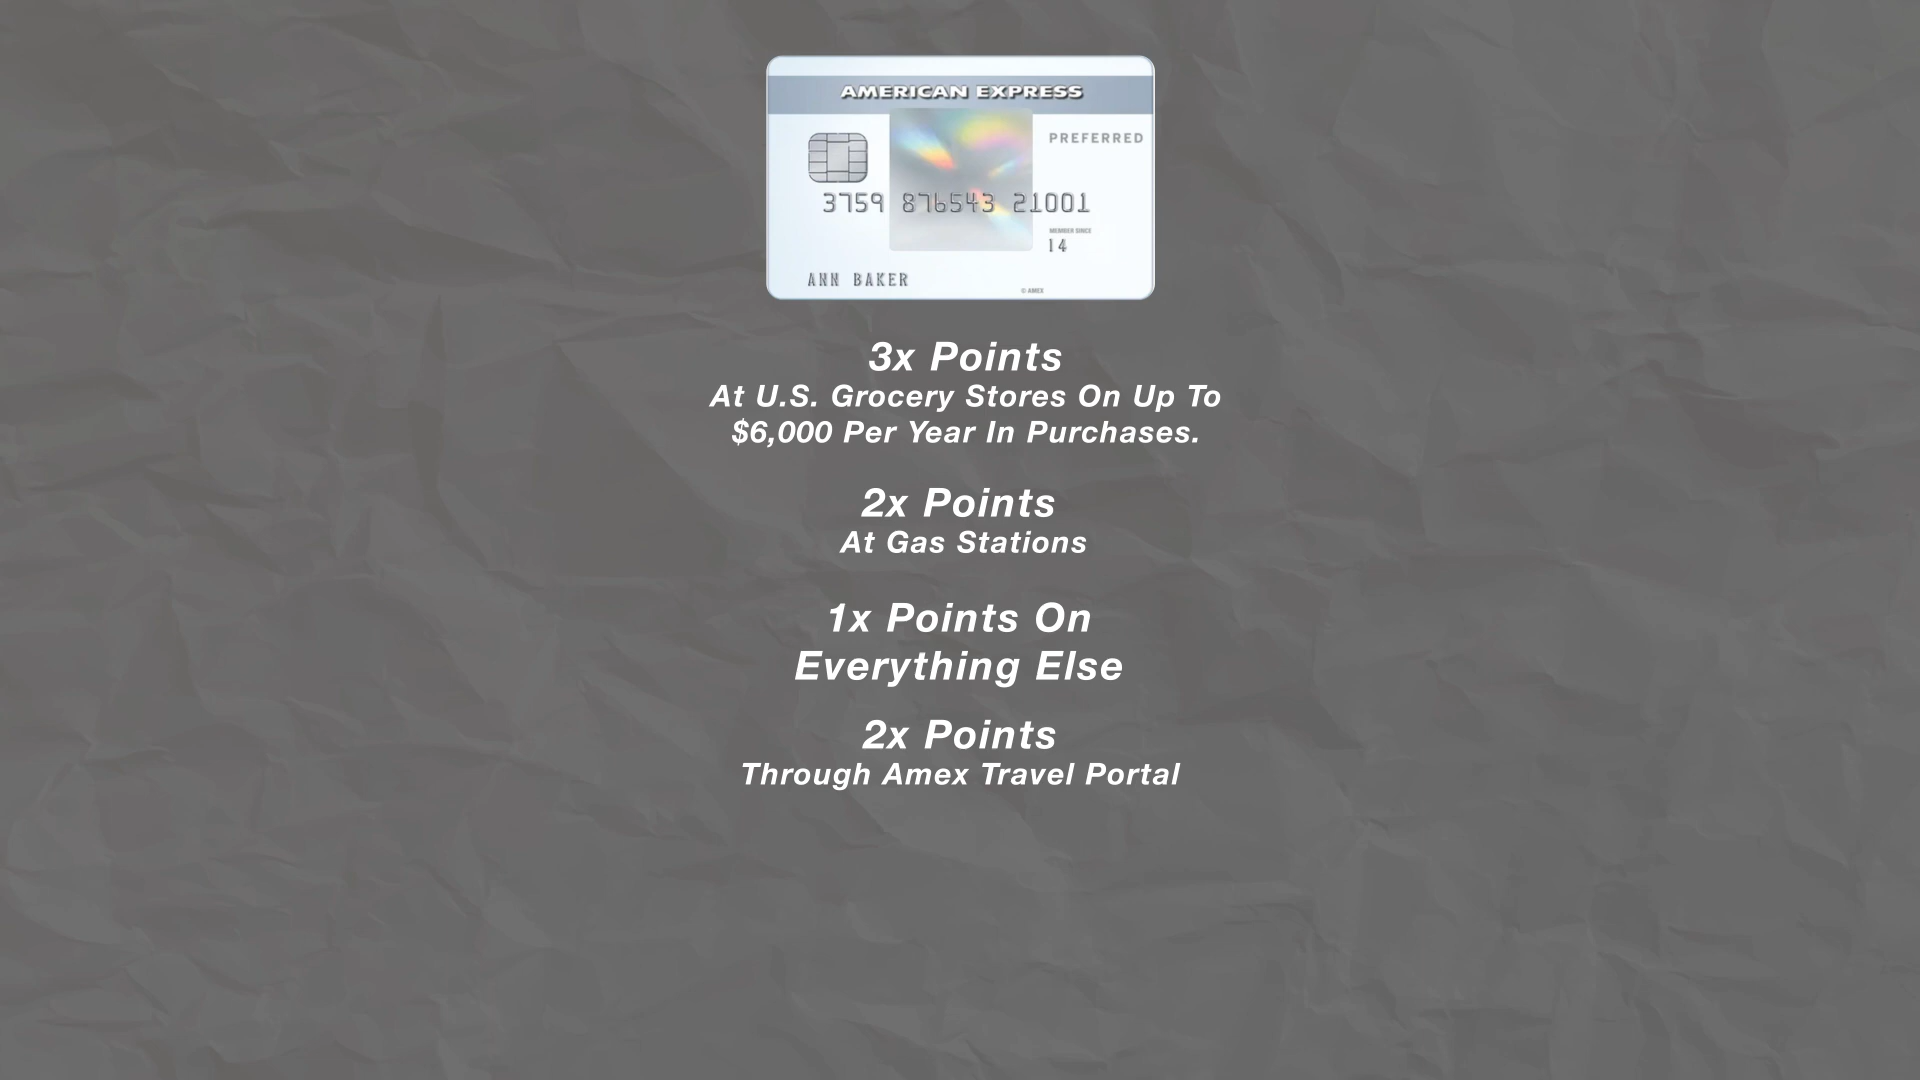 AMERICAN EXPRESS
PREFERRED
3759 876543 21001
MEMBER SINCE
14
ANN BAKER
© AMEX
3x Points
At U.S. Grocery Stores On Up To
$6,000 Per Year In Purchases.
2x Points
At Gas Stations
1x Points On
Everything Else
2x Points
Through Amex Travel Portal